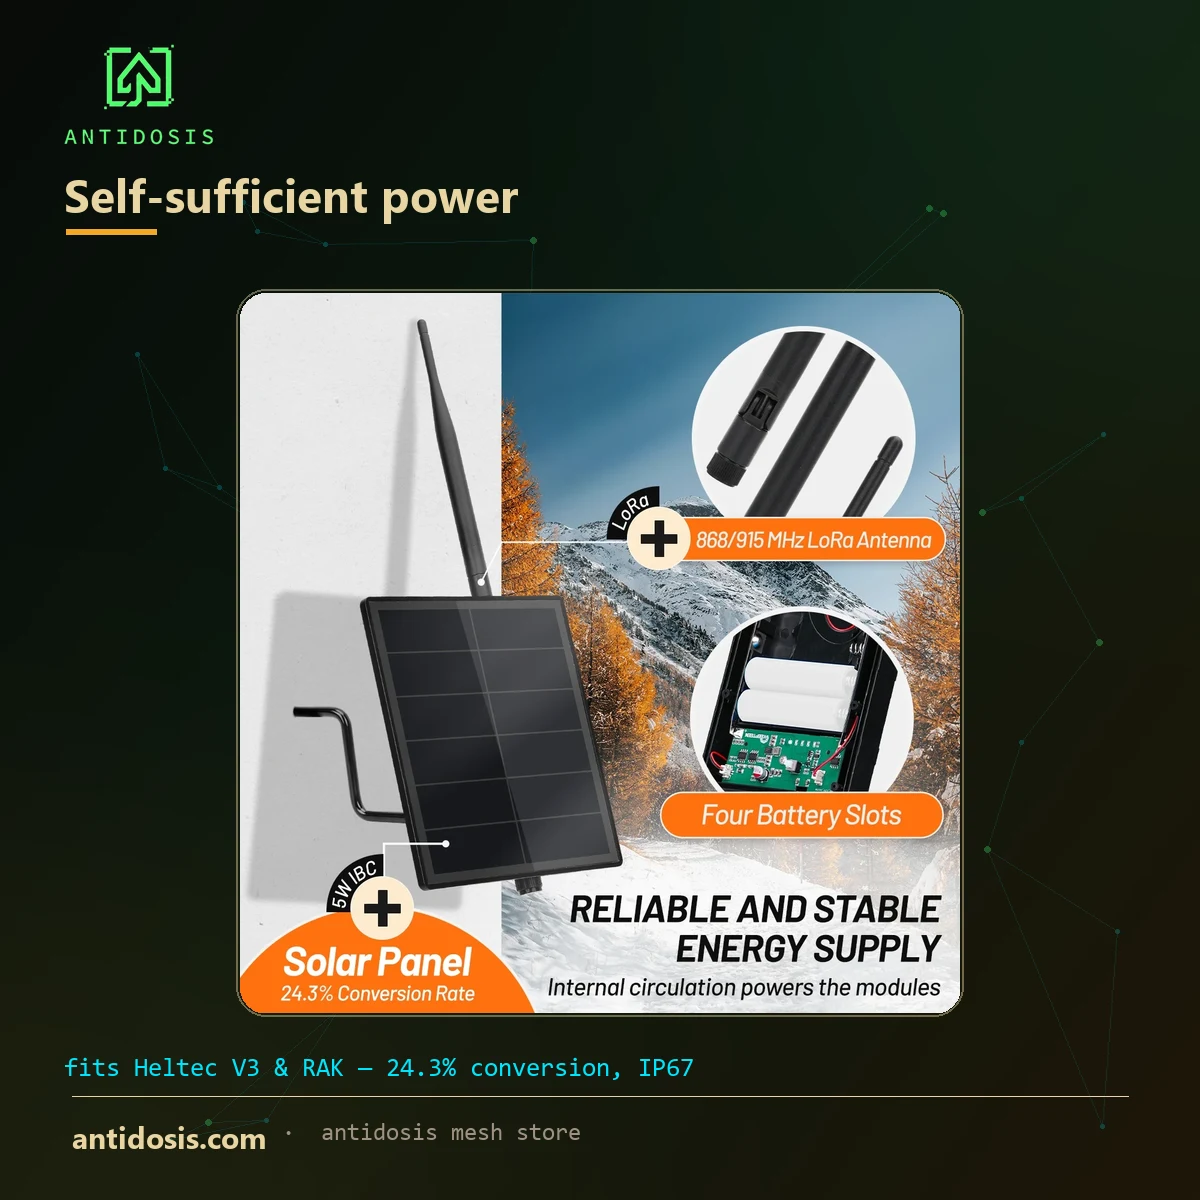 ANTIDOSIS
Self-sufficient power
LoRa
868/915 MHz LoRa Antenna
Four Battery Slots
5W IBC
Solar Panel
24.3% Conversion Rate
RELIABLE AND STABLE
ENERGY SUPPLY
Internal circulation powers the modules
fits Heltec V3 & RAK — 24.3% conversion, IP67
antidosis.com · antidosis mesh store